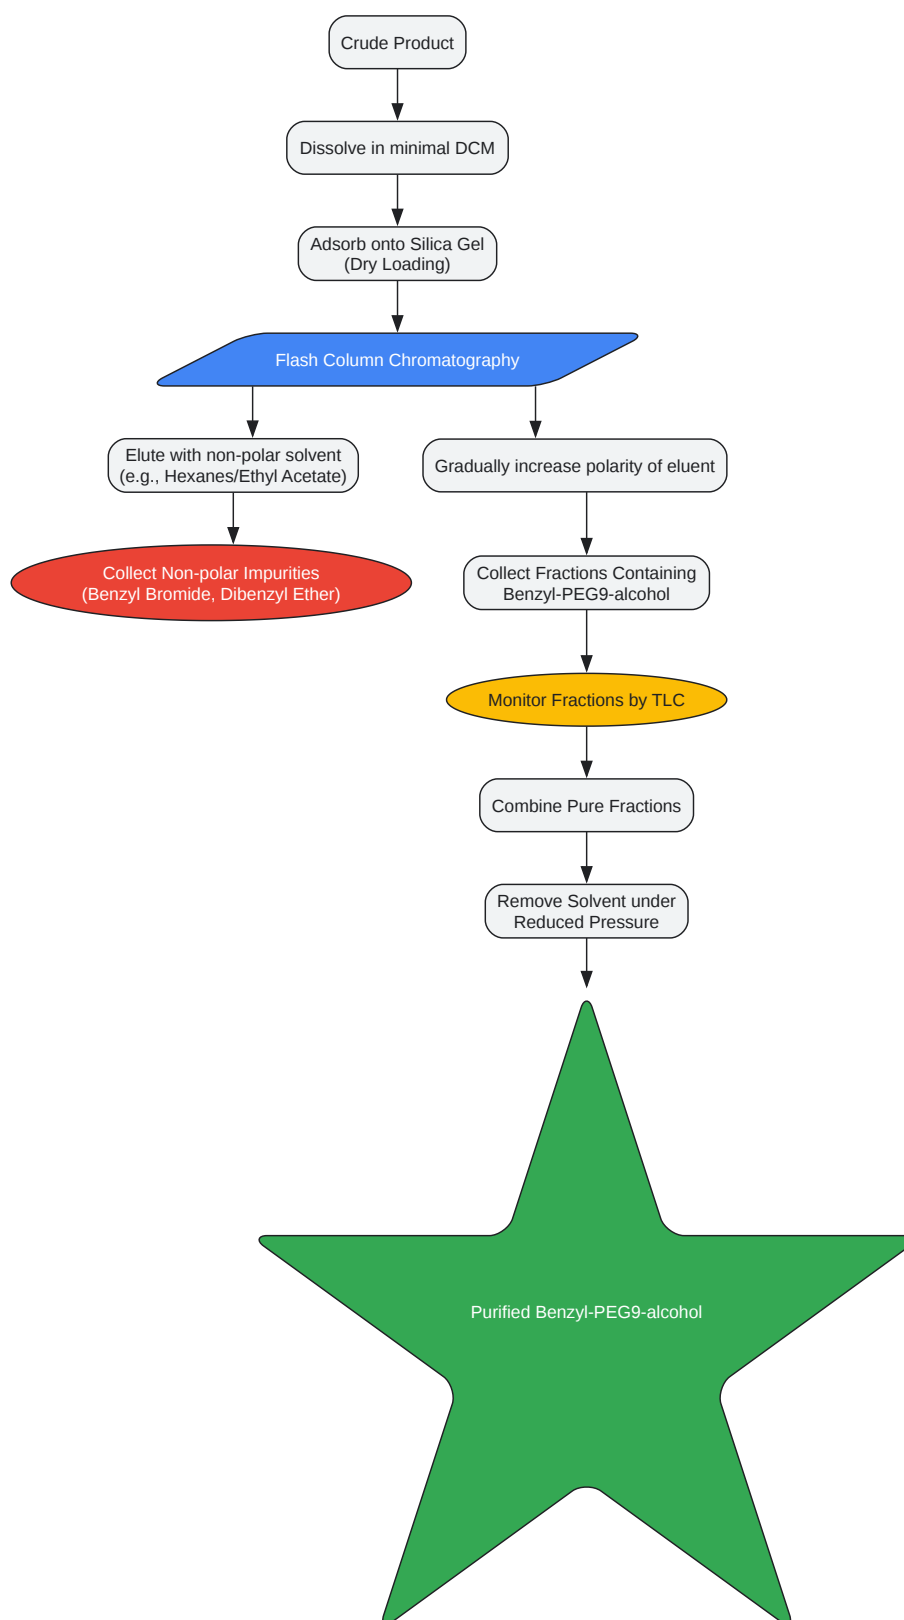 Crude Product
Dissolve in minimal DCM
Adsorb onto Silica Gel
(Dry Loading)
Flash Column Chromatography
Elute with non-polar solvent
(e.g., Hexanes/Ethyl Acetate)
Gradually increase polarity of eluent
Collect Non-polar Impurities
(Benzyl Bromide, Dibenzyl Ether)
Collect Fractions Containing
Benzyl-PEG9-alcohol
Monitor Fractions by TLC
Combine Pure Fractions
Remove Solvent under
Reduced Pressure
Purified Benzyl-PEG9-alcohol